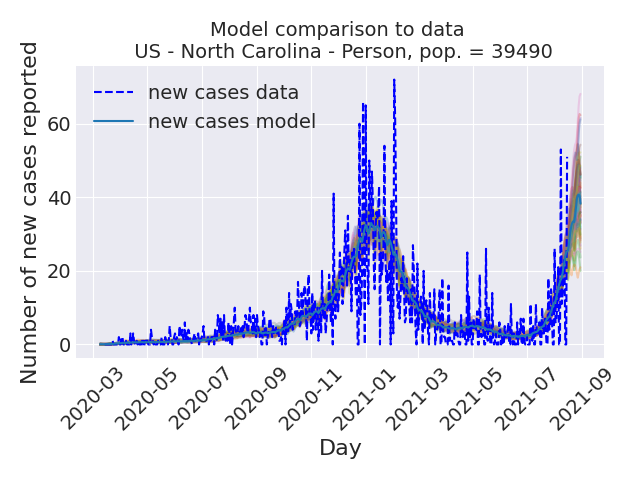 Model comparison to data
US - North Carolina - Person, pop. = 39490
Number of new cases reported
60
40
20
0
new cases data
new cases model
2020-03
2020-05
2020-07
2020-09
2020-11
2021-01
2021-03
2021-05
2021-07
2021-09
Day